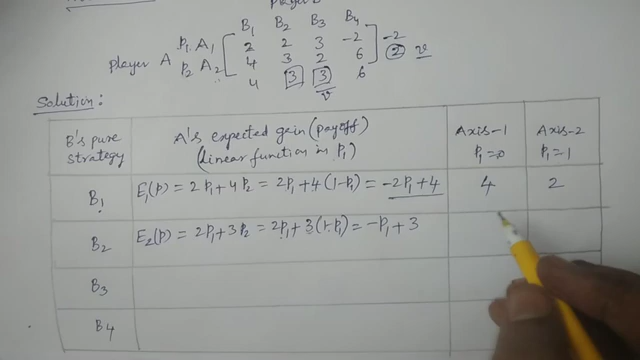 B₁ B₂ B₃ B₄
P₁ A₁ 2 2 3 -2 -2
Player A
P₂ A₂ 4 3 2 6 2 v
4 3 3 6
v
Solution:
B's pure strategy
A's expected gain (payoff)
(linear function in P₁)
Axis-1
P₁=0
Axis-2
P₁=1
B₁ E₁(P) = 2P₁+4P₂ = 2P₁+4(1-P₁) = -2P₁+4 4 2
B₂ E₂(P) = 2P₁+3P₂ = 2P₁+3(1-P₁) = -P₁+3
B₃
B₄